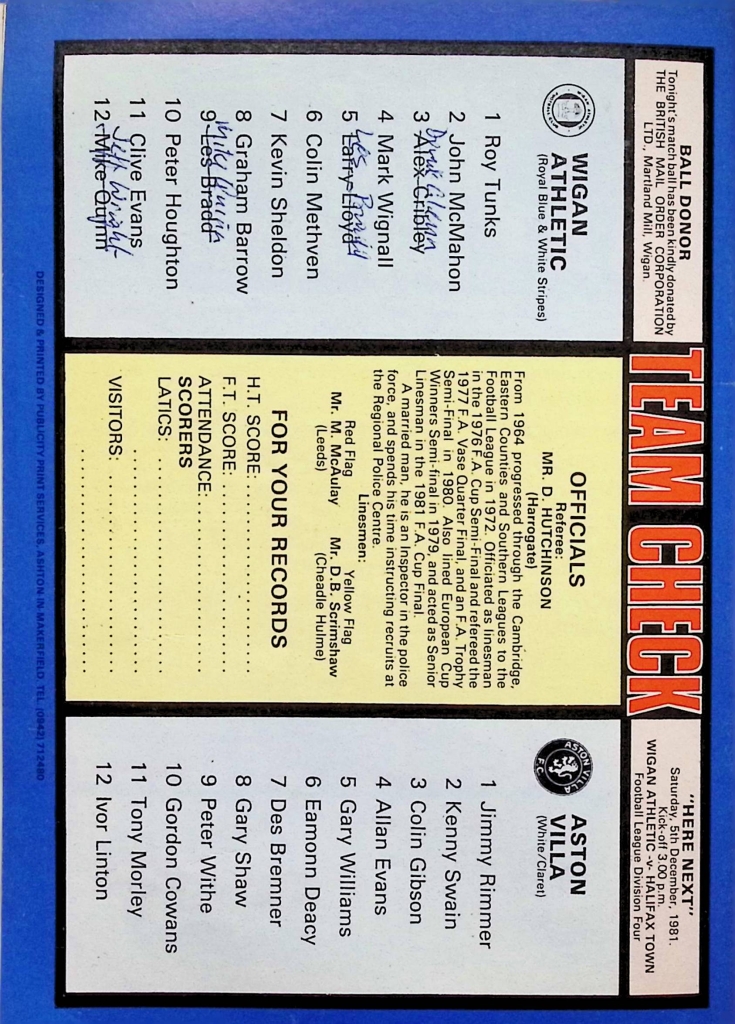 BALL DONOR
Tonight's match ball has been kindly donated by
THE BRITISH MAIL ORDER CORPORATION
LTD., Martland Mill, Wigan.
TEAM CHECK
"HERE NEXT"
Saturday, 5th December, 1981.
Kick-off 3.00 p.m.
WIGAN ATHLETIC -v- HALIFAX TOWN
Football League Division Four
WIGAN
ATHLETIC
(Royal Blue & White Stripes)
1 Roy Tunks
2 John McMahon
3 Alex Cribley
4 Mark Wignall
Les
5 Larry Lloyd
6 Colin Methven
7 Kevin Sheldon
8 Graham Barrow
9 Les Bradd
10 Peter Houghton
11 Clive Evans
Jeff Wright
12 Mike Quinn
OFFICIALS
Referee:
MR. D. HUTCHINSON
(Harrogate)
From 1964 progressed through the Cambridge,
Eastern Counties and Southern Leagues to the
Football League in 1972. Officiated as linesman
in the 1976 F.A. Cup Semi-Final and refereed the
1977 F.A. Vase Quarter Final, and an F.A. Trophy
Semi-Final in 1980. Also lined European Cup
Winners Semi-final in 1979, and acted as Senior
Linesman in the 1981 F.A. Cup Final.
A married man, he is an Inspector in the police
force, and spends his time instructing recruits at
the Regional Police Centre.
Linesmen:
Red Flag Yellow Flag
Mr. M. McAulay Mr. D.B. Scrimshaw
(Leeds) (Cheadle Hulme)
FOR YOUR RECORDS
H.T. SCORE:
F.T. SCORE:
ATTENDANCE
SCORERS
LATICS:
VISITORS:
ASTON VILLA
F.C.
ASTON
VILLA
(White/Claret)
1 Jimmy Rimmer
2 Kenny Swain
3 Colin Gibson
4 Allan Evans
5 Gary Williams
6 Eamonn Deacy
7 Des Bremner
8 Gary Shaw
9 Peter Withe
10 Gordon Cowans
11 Tony Morley
12 Ivor Linton
DESIGNED & PRINTED BY PUBLICITY PRINT SERVICES, ASHTON-IN-MAKERFIELD. TEL. (0942) 712480